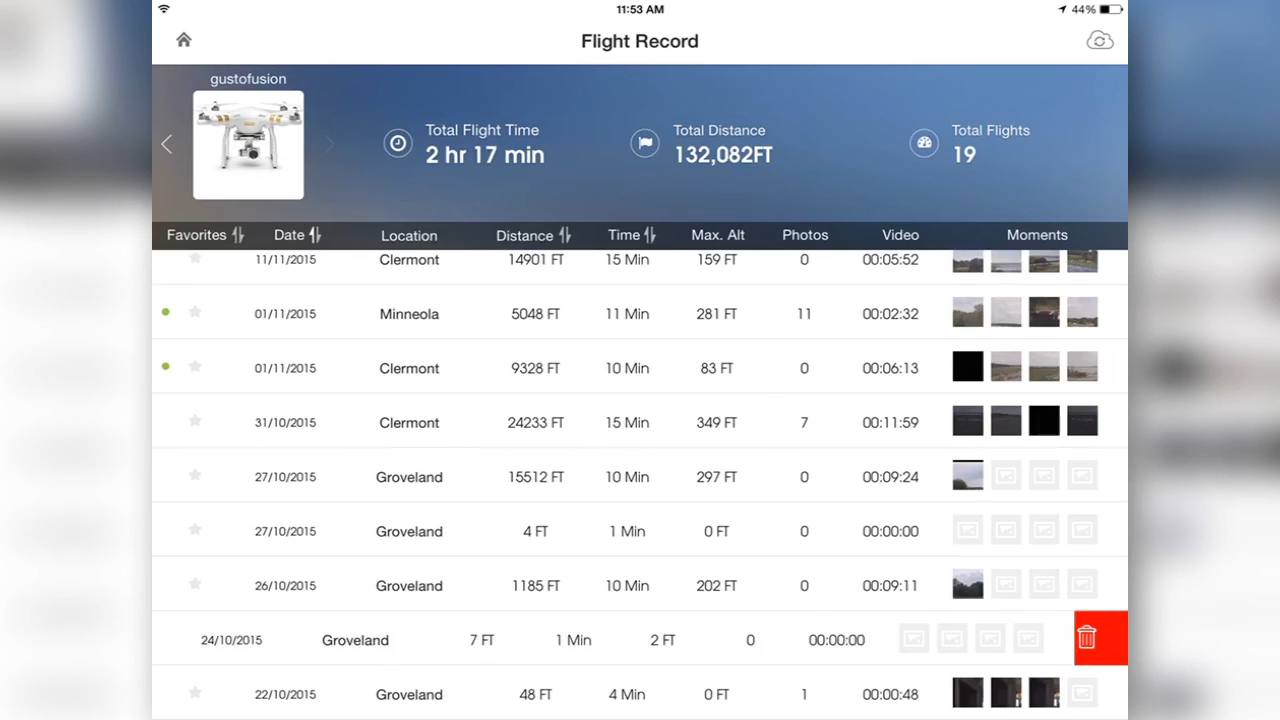 11:53 AM 44%
Flight Record
gustofusion
Total Flight Time Total Distance Total Flights
2 hr 17 min 132,082FT 19
Favorites Date Location Distance Time Max. Alt Photos Video Moments
11/11/2015 Clermont 14901 FT 15 Min 159 FT 0 00:05:52
01/11/2015 Minneola 5048 FT 11 Min 281 FT 11 00:02:32
01/11/2015 Clermont 9328 FT 10 Min 83 FT 0 00:06:13
31/10/2015 Clermont 24233 FT 15 Min 349 FT 7 00:11:59
27/10/2015 Groveland 15512 FT 10 Min 297 FT 0 00:09:24
27/10/2015 Groveland 4 FT 1 Min 0 FT 0 00:00:00
26/10/2015 Groveland 1185 FT 10 Min 202 FT 0 00:09:11
24/10/2015 Groveland 7 FT 1 Min 2 FT 0 00:00:00
22/10/2015 Groveland 48 FT 4 Min 0 FT 1 00:00:48